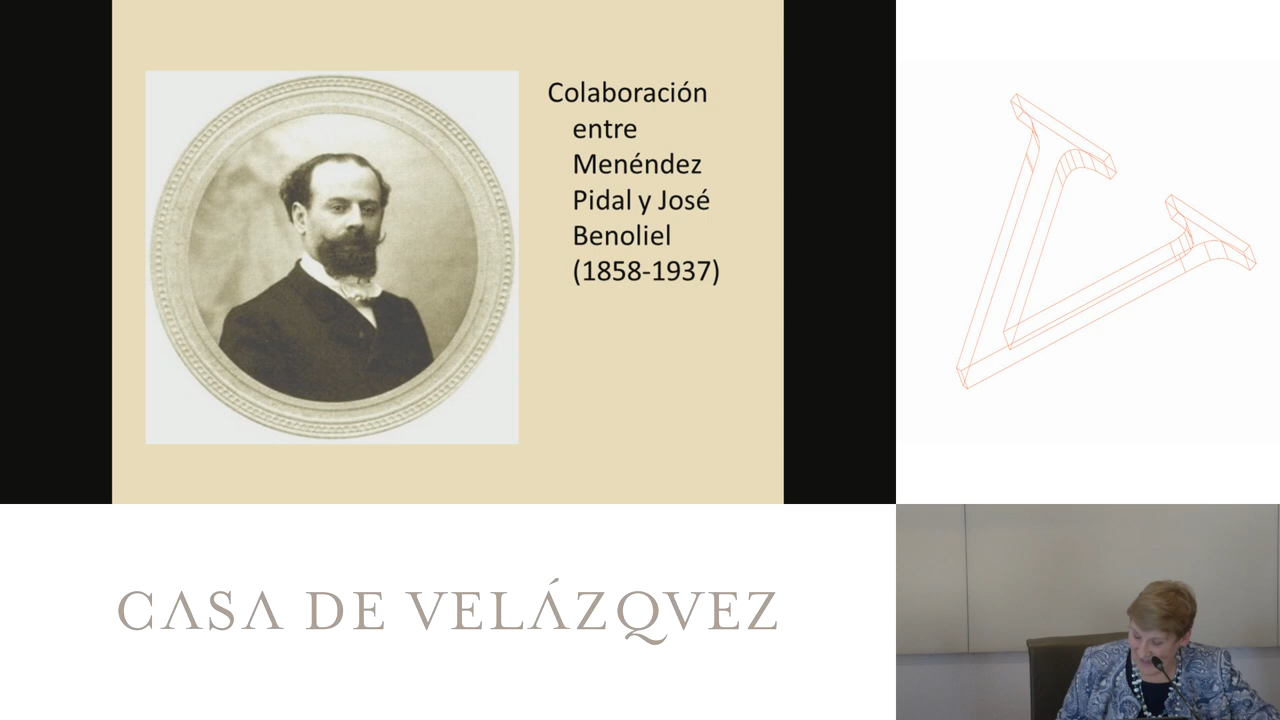 Colaboración
entre
Menéndez
Pidal y José
Benoliel
(1858-1937)
CASA DE VELÁZQVEZ